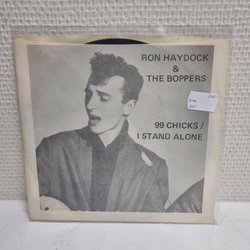 RON HAYDOCK
&
THE BOPPERS
99 CHICKS /
I STAND ALONE